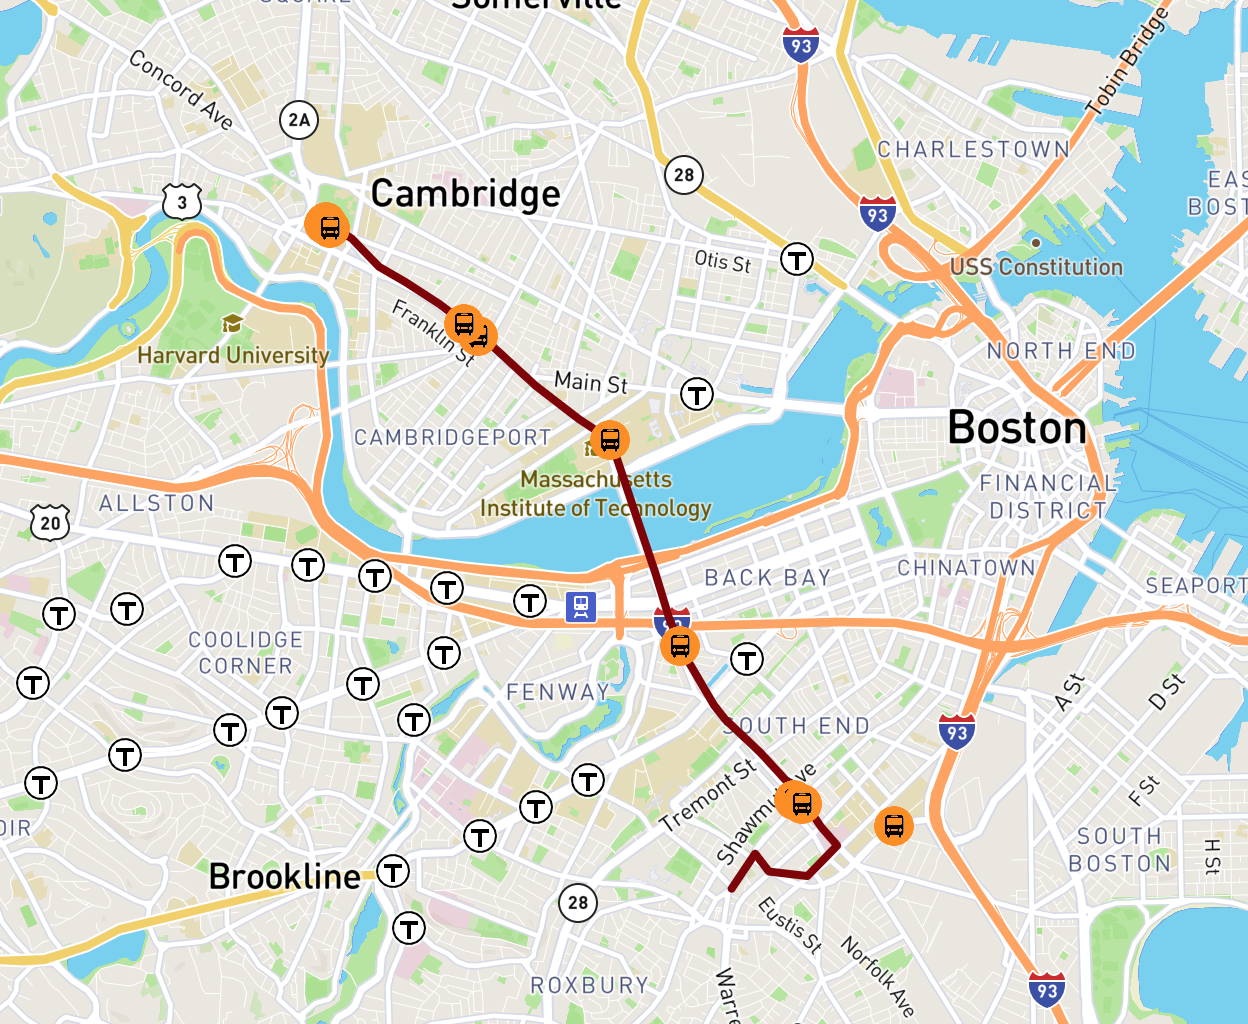 SQUARE
Somerville
93
Tobin Bridge
Concord Ave
2A
CHARLESTOWN
28
3
Cambridge
EAS
BOST
93
Otis St
T
USS Constitution
Franklin St
Harvard University
NORTH END
Main St
T
Boston
CAMBRIDGEPORT
Massachusetts
Institute of Technology
FINANCIAL
DISTRICT
ALLSTON
20
T
T
T
T
T
BACK BAY
CHINATOWN
SEAPORT
T
T
COOLIDGE
CORNER
T
T
T
T
FENWAY
A St
D St
T
T
T
SOUTH END
93
T
T
T
Tremont St
Shawmut Ave
F St
T
T
OIR
SOUTH
BOSTON
H St
Brookline
T
28
T
Eustis St
Norfolk Ave
ROXBURY
Warre
93